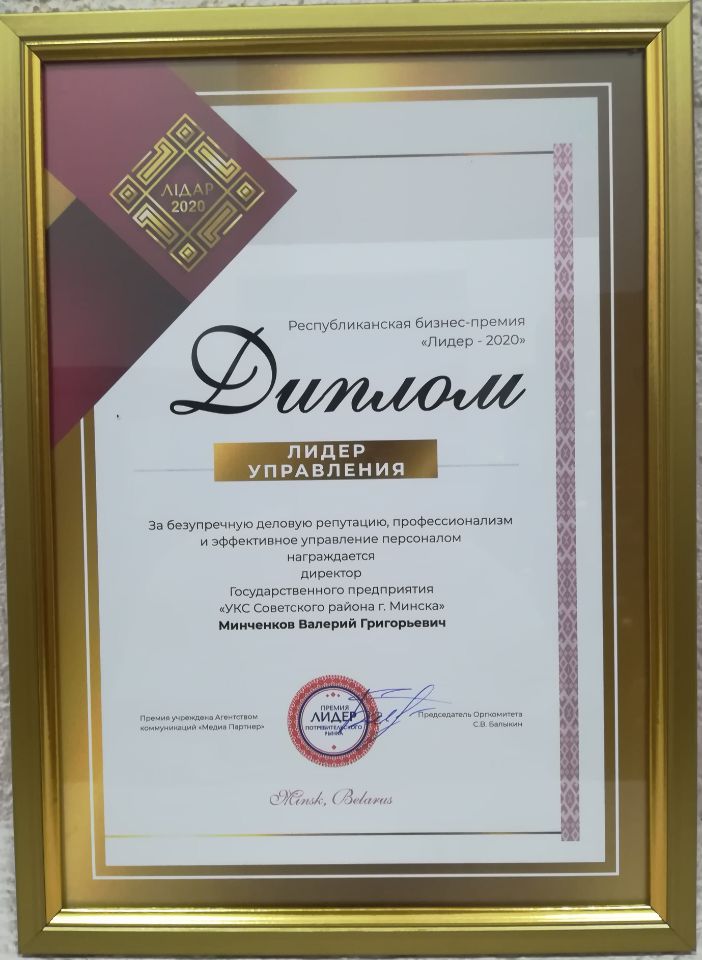 ЛІДАР
2020
Республиканская бизнес-премия
«Лидер - 2020»
Диплом
ЛИДЕР
УПРАВЛЕНИЯ
За безупречную деловую репутацию, профессионализм
и эффективное управление персоналом
награждается
директор
Государственного предприятия
«УКС Советского района г. Минска»
Минченков Валерий Григорьевич
Премия учреждена Агентством
коммуникаций «Медиа Партнер»
ПРЕМИЯ
ЛИДЕР
ПОТРЕБИТЕЛЬСКОГО
РЫНКА
Председатель Оргкомитета
С.В. Балыкин
Minsk, Belarus